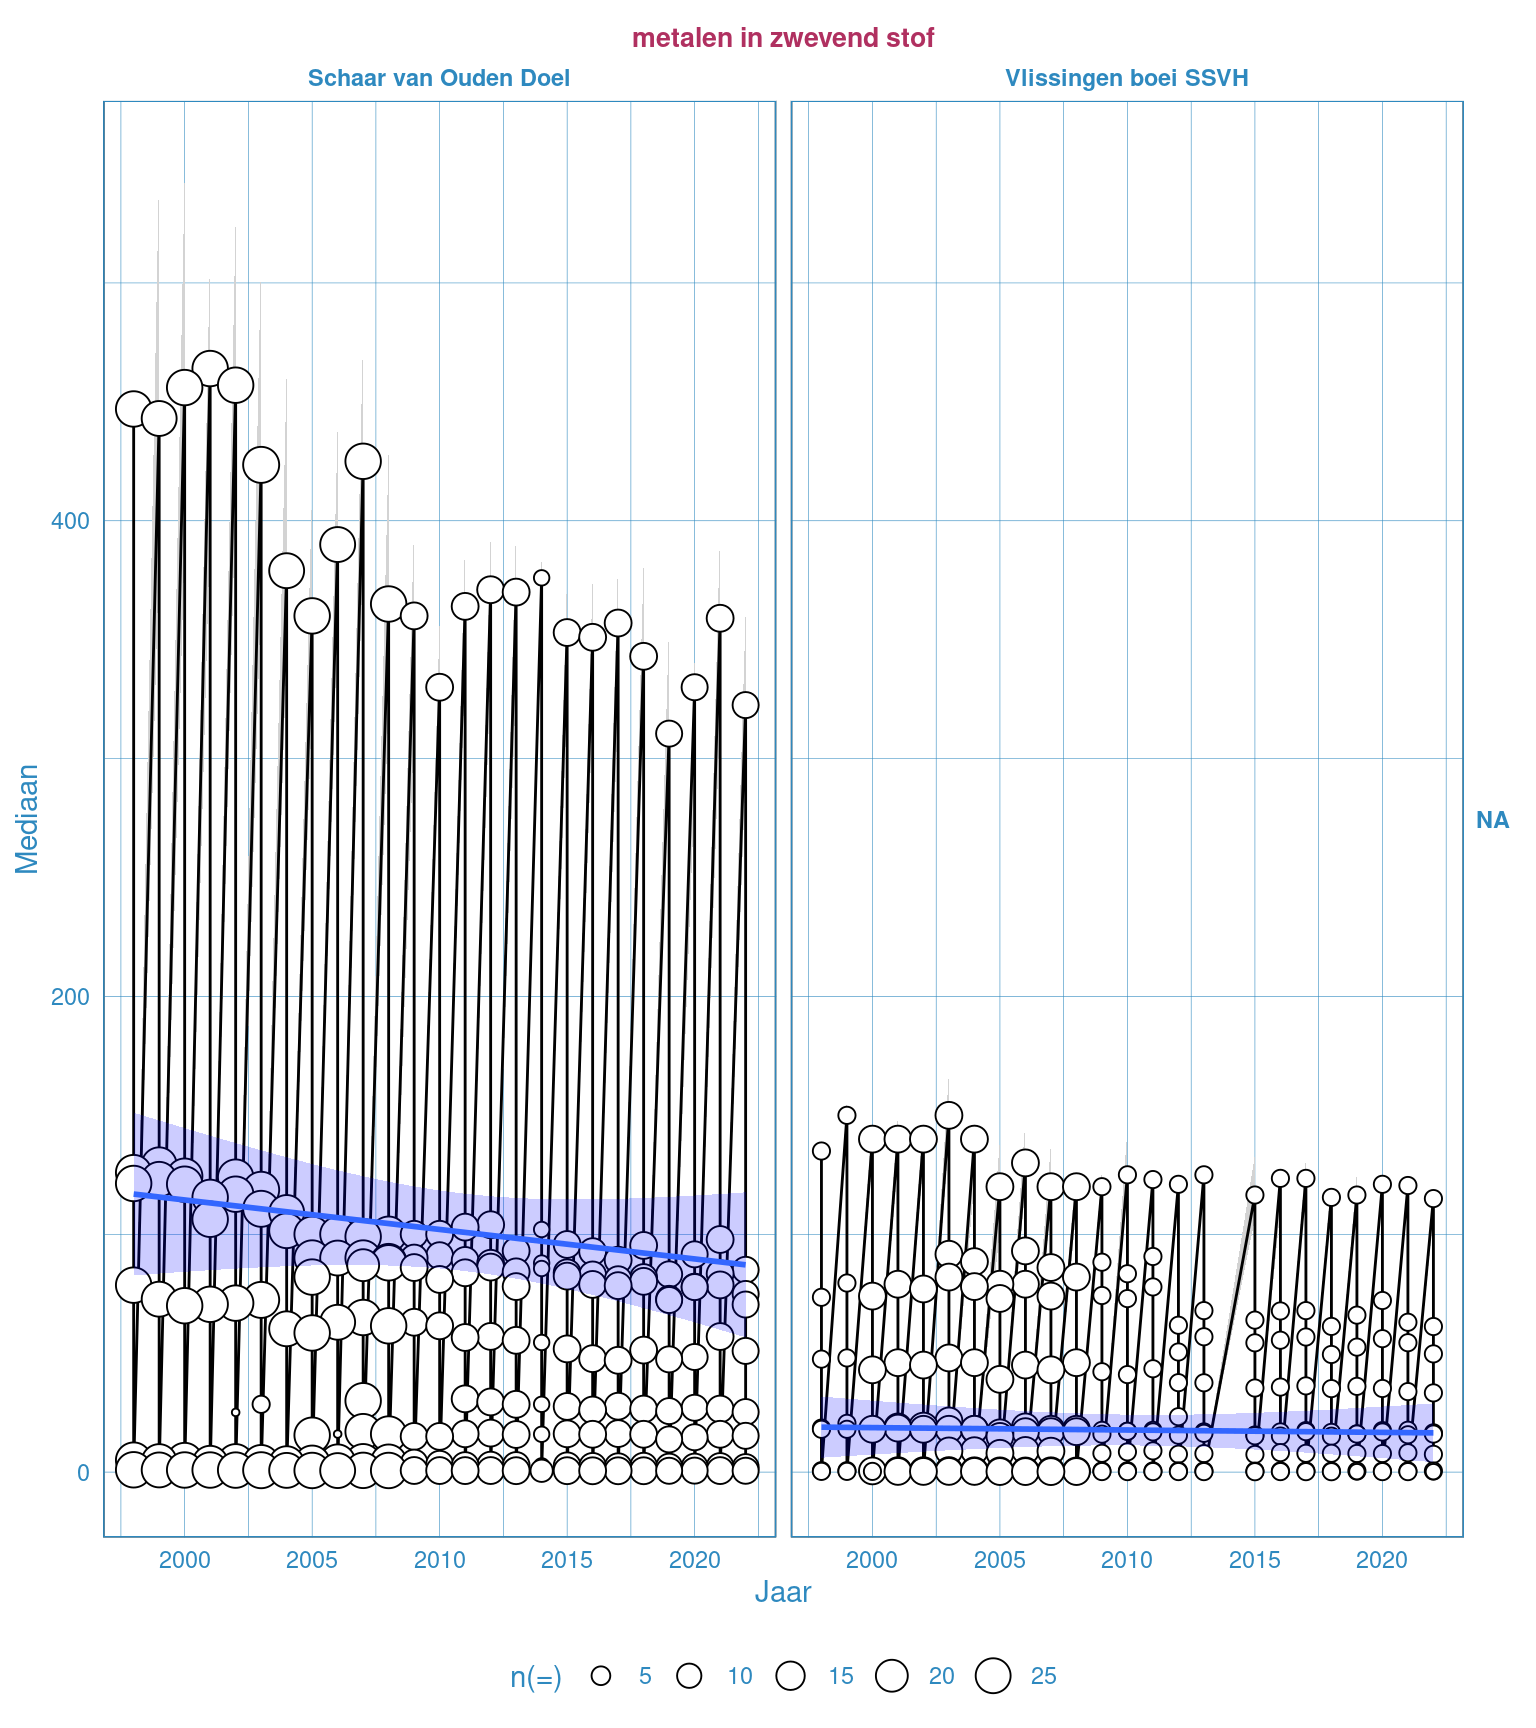 metalen in zwevend stof
Schaar van Ouden Doel
Vlissingen boei SSVH
400
200
0
Mediaan
NA
2000 2005 2010 2015 2020
2000 2005 2010 2015 2020
Jaar
n(=) 5 10 15 20 25